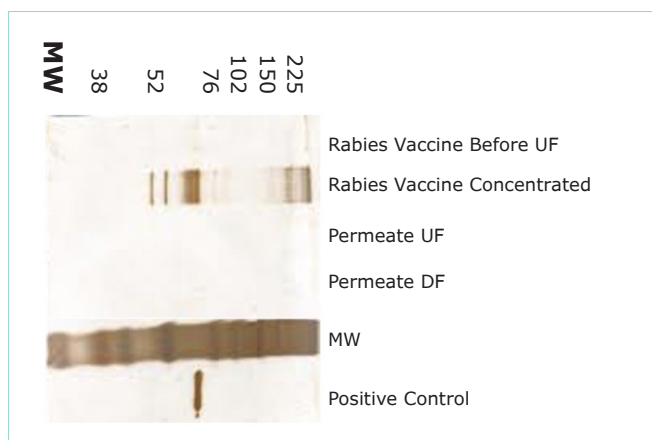 MW 38 52 76 102 150 225
Rabies Vaccine Before UF
Rabies Vaccine Concentrated
Permeate UF
Permeate DF
MW
Positive Control